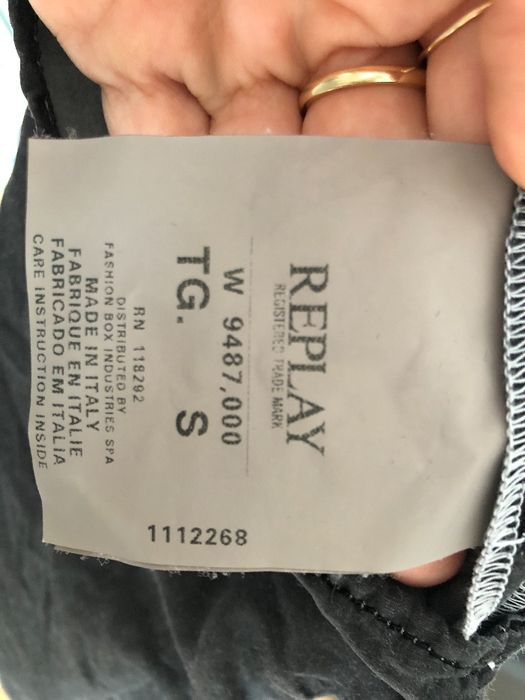 REPLAY
REGISTERED TRADE MARK
W 9487,000
TG. S
1112268
RN 118292
DISTRIBUTED BY
FASHION BOX INDUSTRIES SPA
MADE IN ITALY
FABRIQUE EN ITALIE
FABRICADO EM ITALIA
CARE INSTRUCTION INSIDE